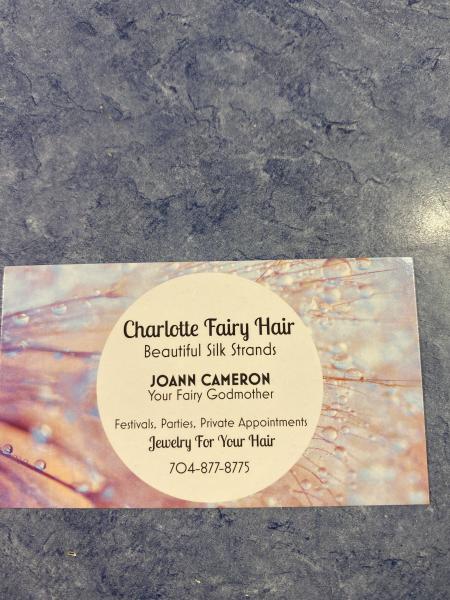 Charlotte Fairy Hair
Beautiful Silk Strands
JOANN CAMERON
Your Fairy Godmother
Festivals, Parties, Private Appointments
Jewelry For Your Hair
704-877-8775